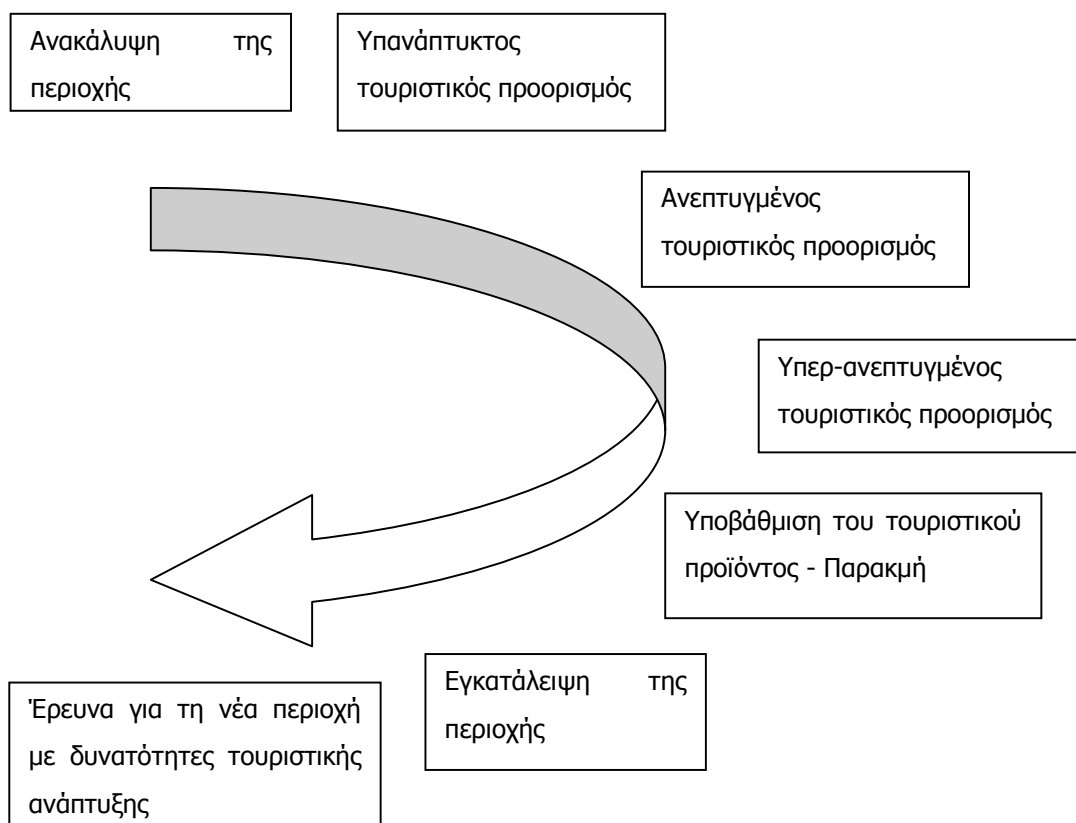 Ανακάλυψη της
περιοχής
Υπανάπτυκτος
τουριστικός προορισμός
Ανεπτυγμένος
τουριστικός προορισμός
Υπερ-ανεπτυγμένος
τουριστικός προορισμός
Υποβάθμιση του τουριστικού
προϊόντος - Παρακμή
Εγκατάλειψη της
περιοχής
Έρευνα για τη νέα περιοχή
με δυνατότητες τουριστικής
ανάπτυξης